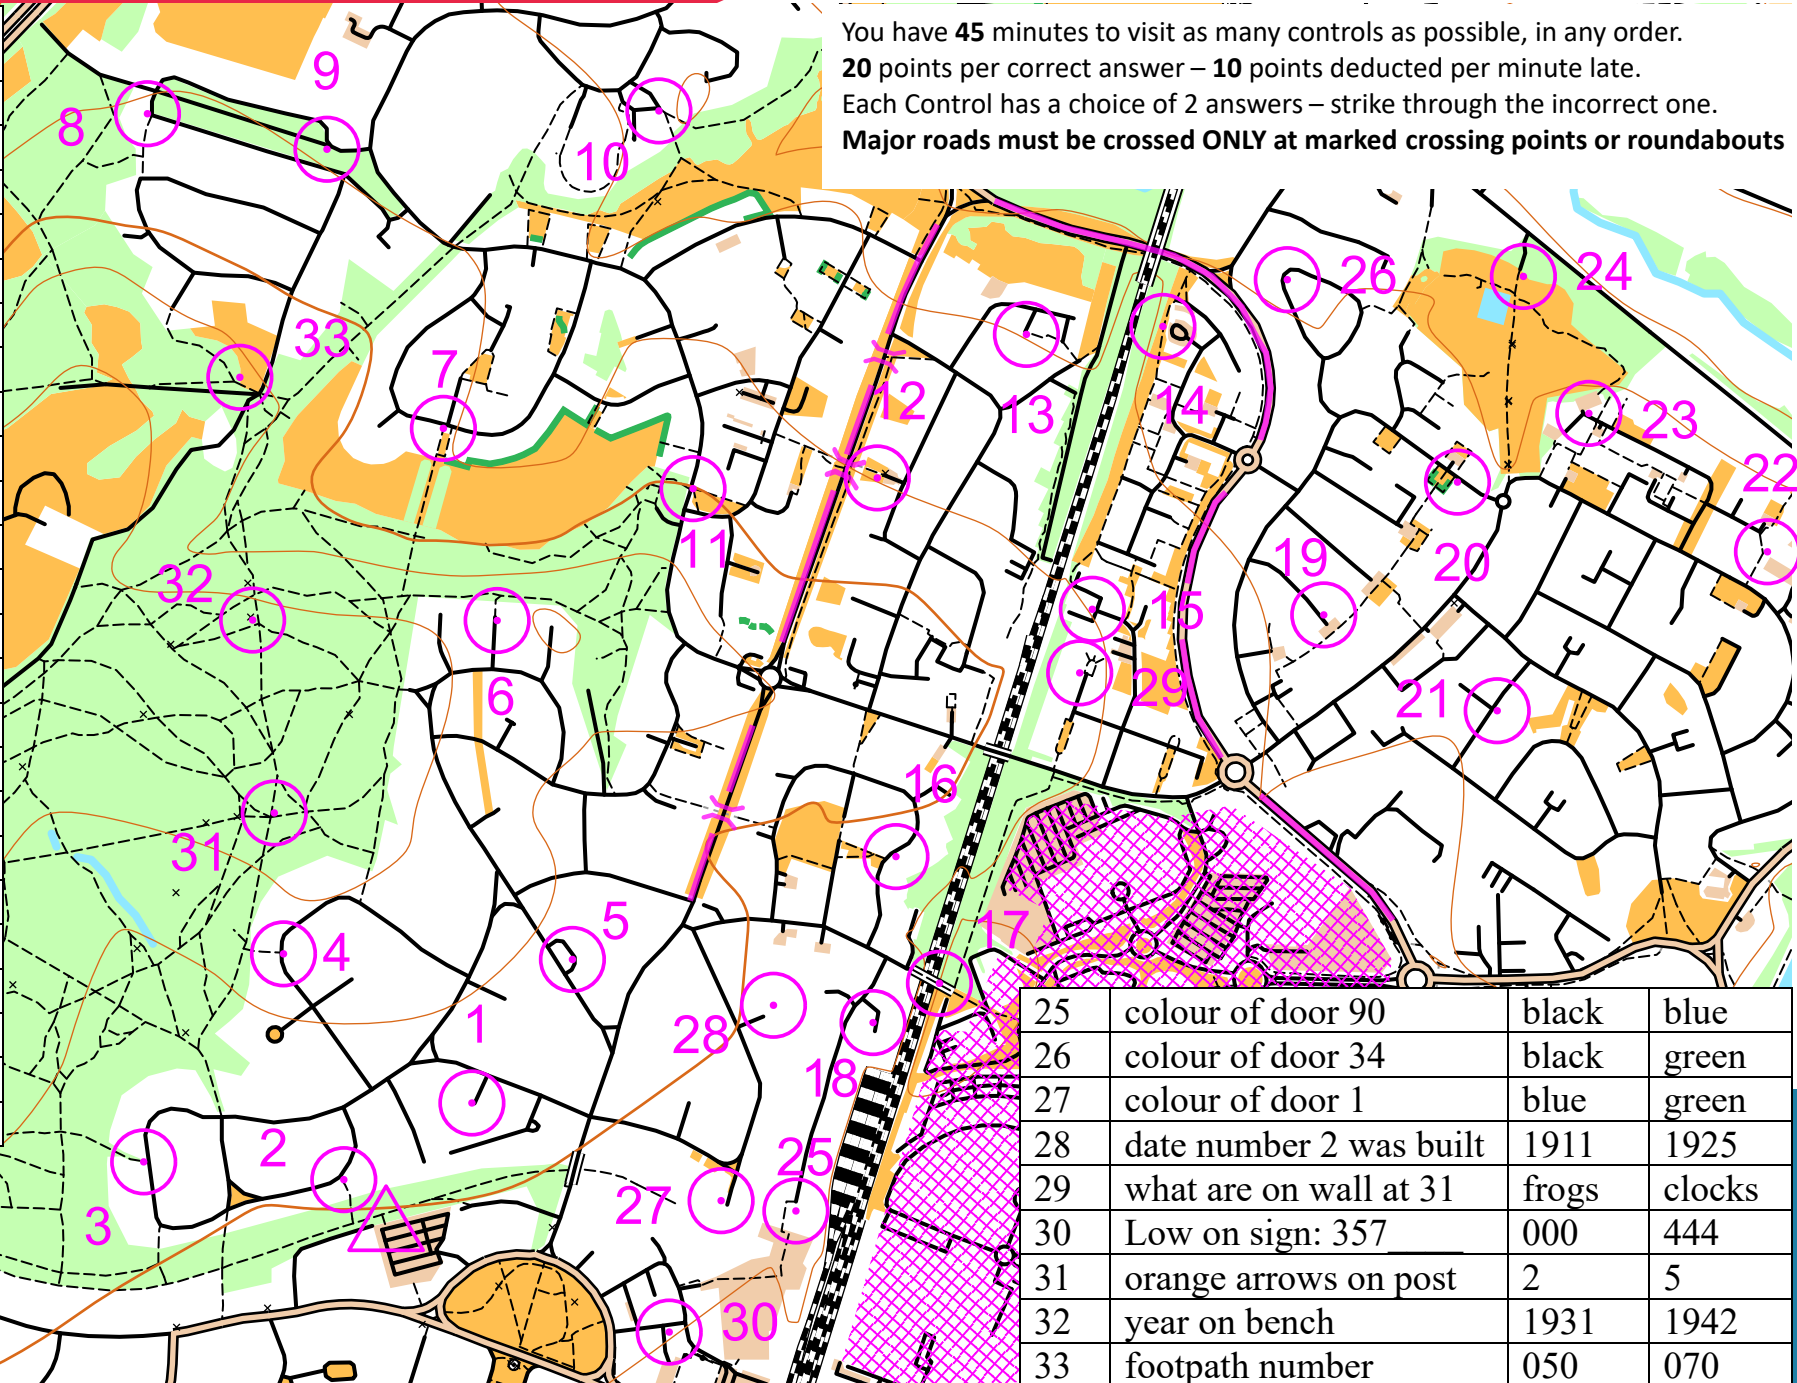 You have 45 minutes to visit as many controls as possible, in any order.
20 points per correct answer – 10 points deducted per minute late.
Each Control has a choice of 2 answers – strike through the incorrect one.
Major roads must be crossed ONLY at marked crossing points or roundabouts
9
8
10
26
24
33
7
12
13
14
23
22
11
19
20
32
15
6
29
21
16
31
5
17
4
1
28
18
2
25
3
27
30
25 colour of door 90 black blue
26 colour of door 34 black green
27 colour of door 1 blue green
28 date number 2 was built 1911 1925
29 what are on wall at 31 frogs clocks
30 Low on sign: 357____ 000 444
31 orange arrows on post 2 5
32 year on bench 1931 1942
33 footpath number 050 070